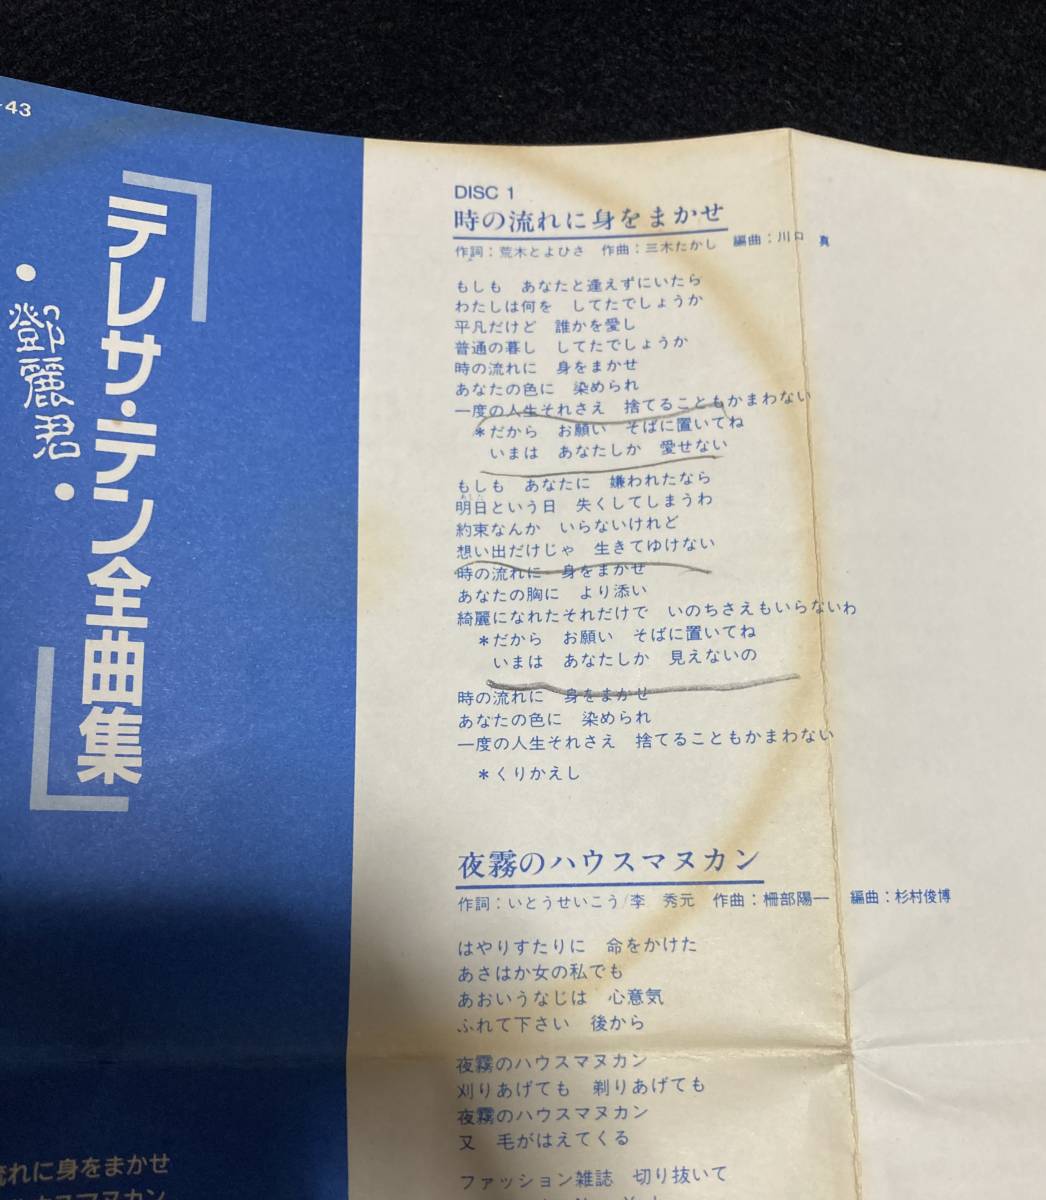 -43
『テレサ・テン全曲集』
・鄧麗君・
DISC 1
時の流れに身をまかせ
作詞：荒木とよひさ　作曲：三木たかし　編曲：川口　真
もしも　あなたと逢えずにいたら
わたしは何を　してたでしょうか
平凡だけど　誰かを愛し
普通の暮し　してたでしょうか
時の流れに　身をまかせ
あなたの色に　染められ
一度の人生それさえ　捨てることもかまわない
＊だから　お願い　そばに置いてね
いまは　あなたしか　愛せない
もしも　あなたに　嫌われたなら
明日という日　失くしてしまうわ
あした
約束なんか　いらないけれど
想い出だけじゃ　生きてゆけない
時の流れに　身をまかせ
あなたの胸に　より添い
綺麗になれたそれだけで　いのちさえもいらないわ
＊だから　お願い　そばに置いてね
いまは　あなたしか　見えないの
時の流れに　身をまかせ
あなたの色に　染められ
一度の人生それさえ　捨てることもかまわない
＊くりかえし
夜霧のハウスマヌカン
作詞：いとうせいこう/李　秀元　作曲：柵部陽一　編曲：杉村俊博
はやりすたりに　命をかけた
あさはか女の私でも
あおいうなじは　心意気
ふれて下さい　後から
夜霧のハウスマヌカン
刈りあげても　剃りあげても
夜霧のハウスマヌカン
又　毛がはえてくる
ファッション雑誌　切り抜いて
流れに身をまかせ
ハウスマヌカン